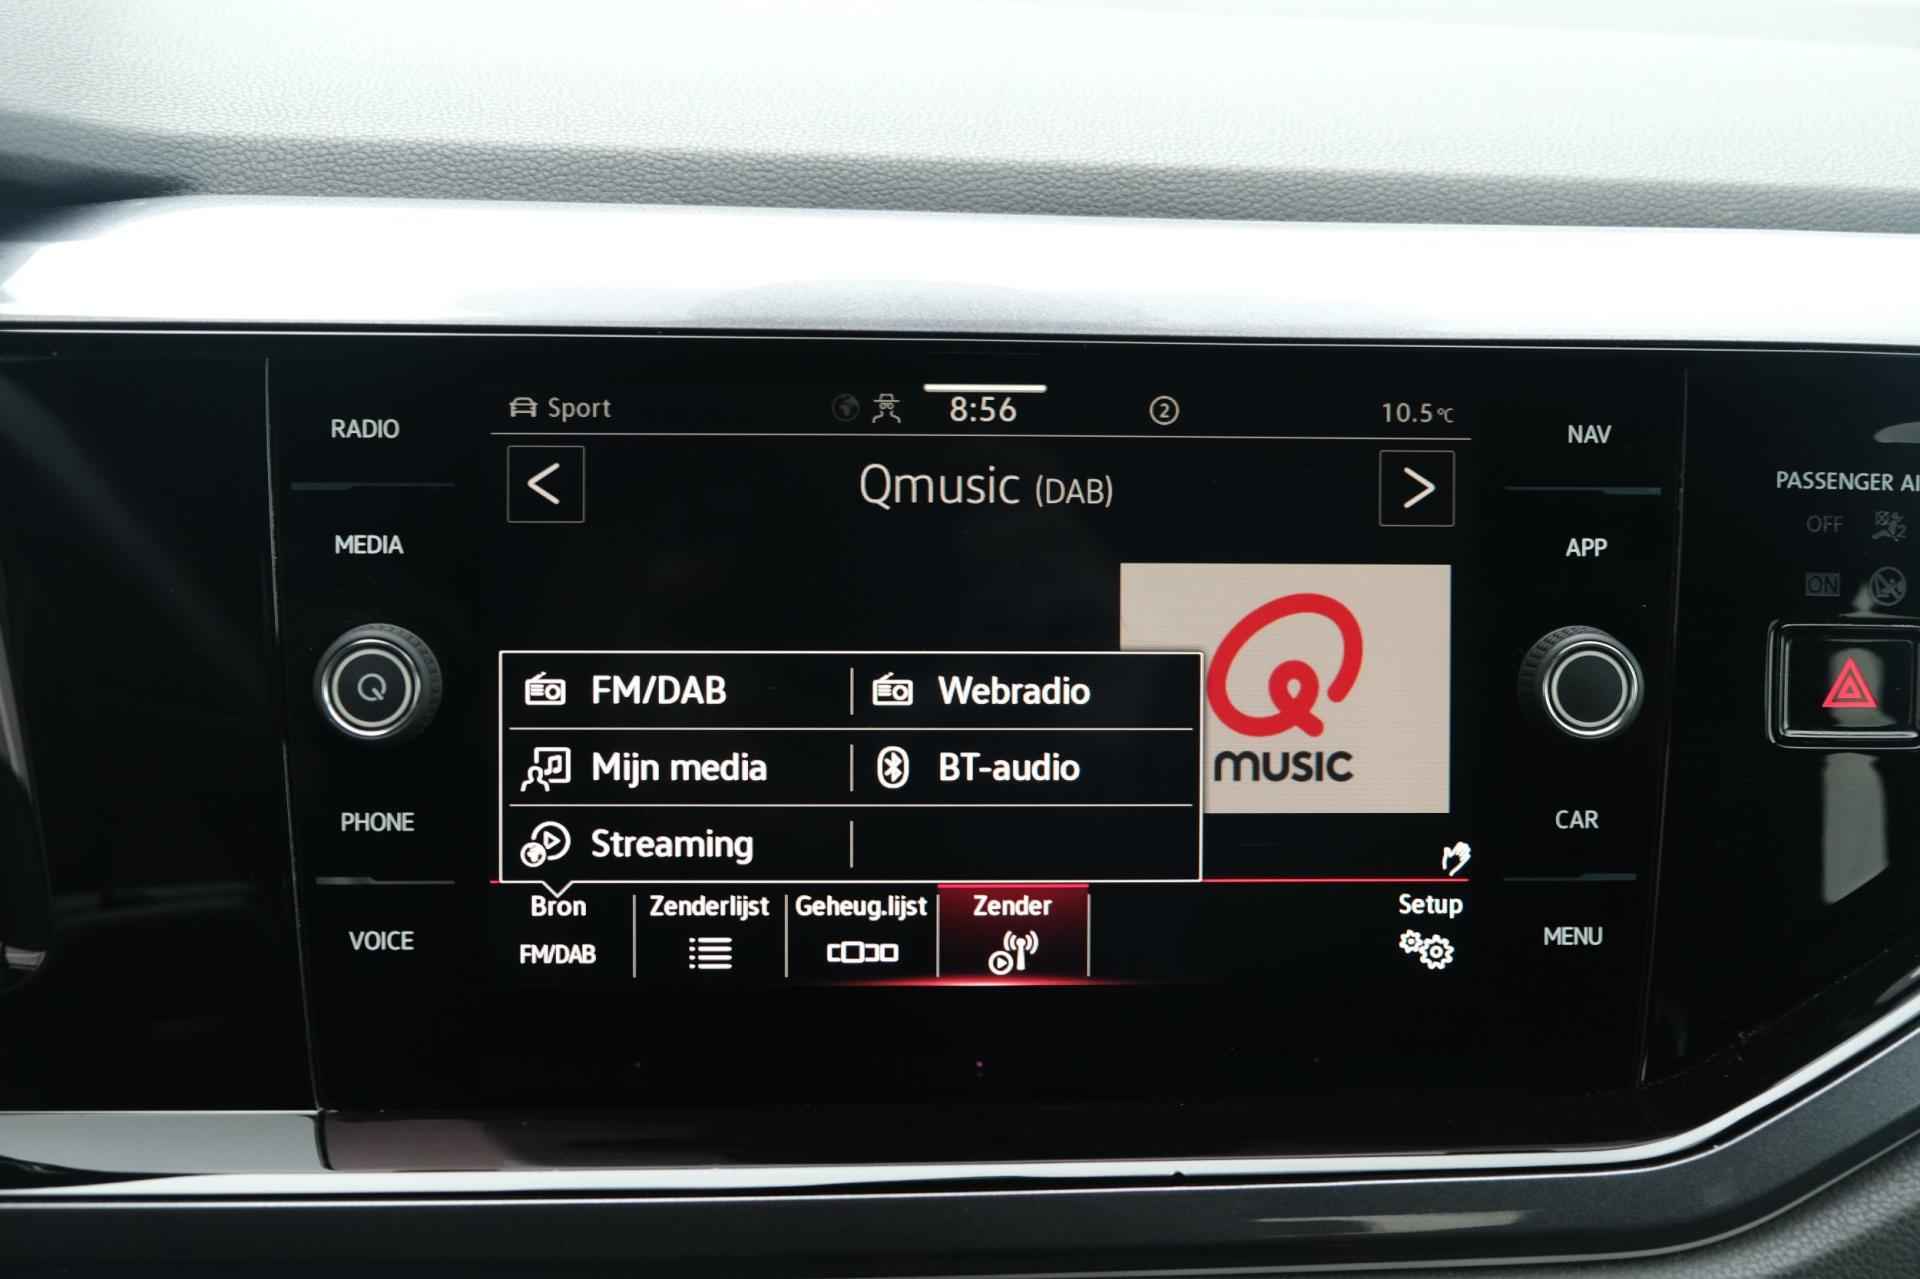 RADIO
MEDIA
PHONE
VOICE
Sport
8:56
2
10.5°C
<
Qmusic (DAB)
>
Q
MUSIC
FM/DAB
Webradio
Mijn media
BT-audio
Streaming
Bron
FM/DAB
Zenderlijst
Geheug.lijst
Zender
Setup
NAV
APP
CAR
MENU
PASSENGER AI
OFF
ON